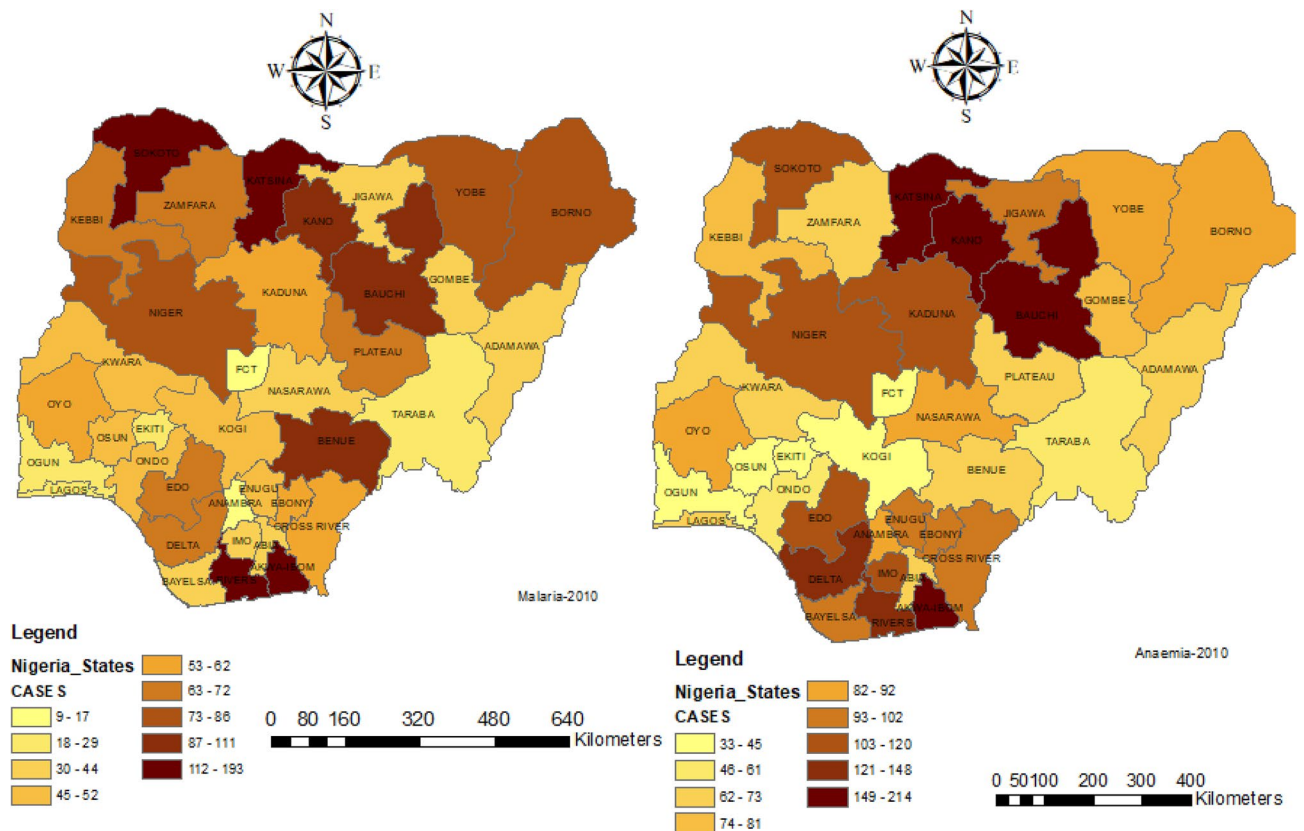 N
W E
S
SOKOTO
KATSINA
JIGAWA
YOBE
BORNO
KEBBI
ZAMFARA
KANO
BAUCHI
GOMBE
KADUNA
NIGER
PLATEAU
ADAMAWA
KWARA
FCT
NASARAWA
TARABA
OYO
OSUN
EKITI
KOGI
BENUE
OGUN
ONDO
LAGOS
EDO
ANAMBRA
ENUGU
EBONYI
CROSS RIVER
DELTA
IMO
BAYELSA
RIVERS
AKWA-IBOM
Malaria-2010
Legend
Nigeria_States
CASES
9 - 17
18 - 29
30 - 44
45 - 52
53 - 62
63 - 72
73 - 86
87 - 111
112 - 193
0 80 160 320 480 640
Kilometers
N
W E
S
SOKOTO
KATSINA
JIGAWA
YOBE
BORNO
KEBBI
ZAMFARA
KANO
BAUCHI
GOMBE
KADUNA
NIGER
PLATEAU
ADAMAWA
KWARA
FCT
NASARAWA
TARABA
OYO
OSUN
EKITI
KOGI
BENUE
OGUN
ONDO
LAGOS
EDO
ANAMBRA
ENUGU
EBONYI
CROSS RIVER
DELTA
IMO
BAYELSA
RIVERS
AKWA-IBOM
Anaemia-2010
Legend
Nigeria_States
CASES
33 - 45
46 - 61
62 - 73
74 - 81
82 - 92
93 - 102
103 - 120
121 - 148
149 - 214
0 50 100 200 300 400
Kilometers